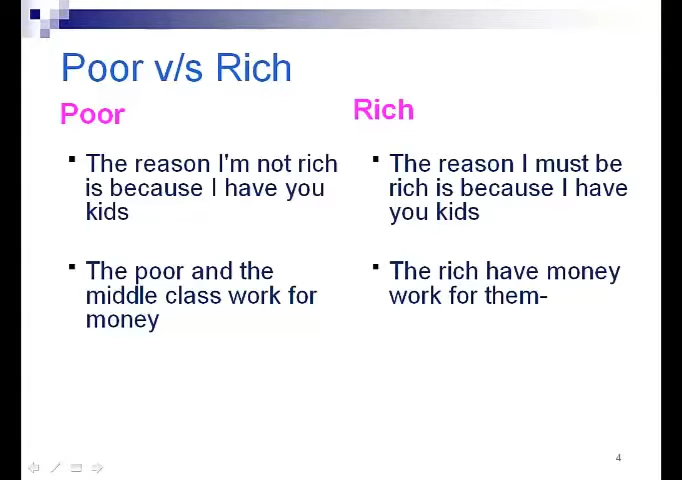 Poor v/s Rich
Poor
The reason I'm not rich
is because I have you
kids
The poor and the
middle class work for
money
Rich
The reason I must be
rich is because I have
you kids
The rich have money
work for them-
4